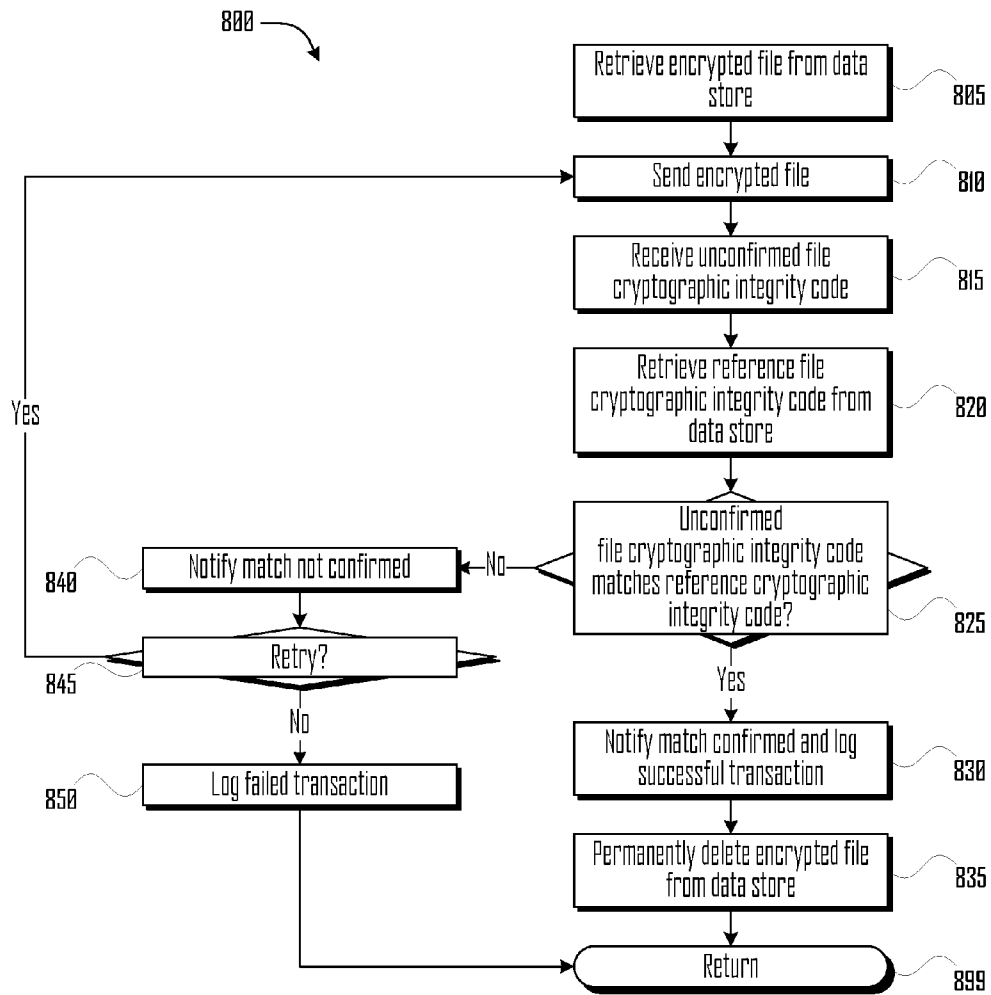 800
Retrieve encrypted file from data
store
805
Send encrypted file
810
Receive unconfirmed file
cryptographic integrity code
815
Retrieve reference file
cryptographic integrity code from
data store
820
Unconfirmed
file cryptographic integrity code
matches reference cryptographic
integrity code?
825
No
Notify match not confirmed
840
Retry?
845
Yes
No
Log failed transaction
850
Yes
Notify match confirmed and log
successful transaction
830
Permanently delete encrypted file
from data store
835
Return
899